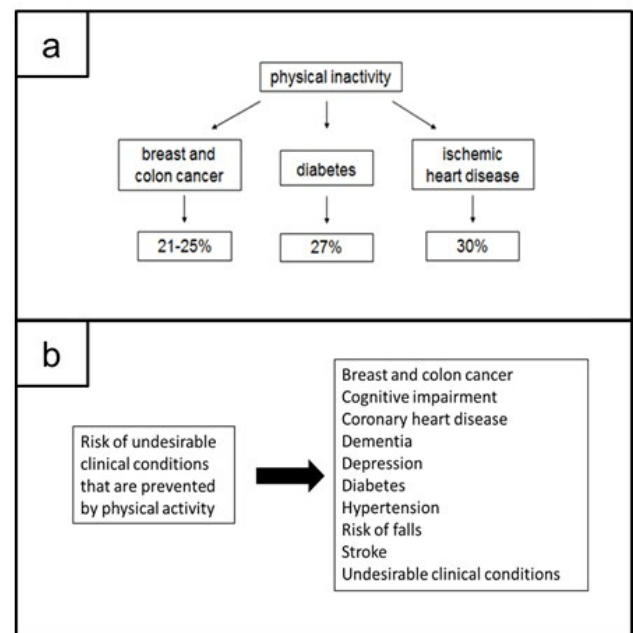 a
physical inactivity
breast and
colon cancer
diabetes
ischemic
heart disease
21-25%
27%
30%
b
Risk of undesirable
clinical conditions
that are prevented
by physical activity
Breast and colon cancer
Cognitive impairment
Coronary heart disease
Dementia
Depression
Diabetes
Hypertension
Risk of falls
Stroke
Undesirable clinical conditions